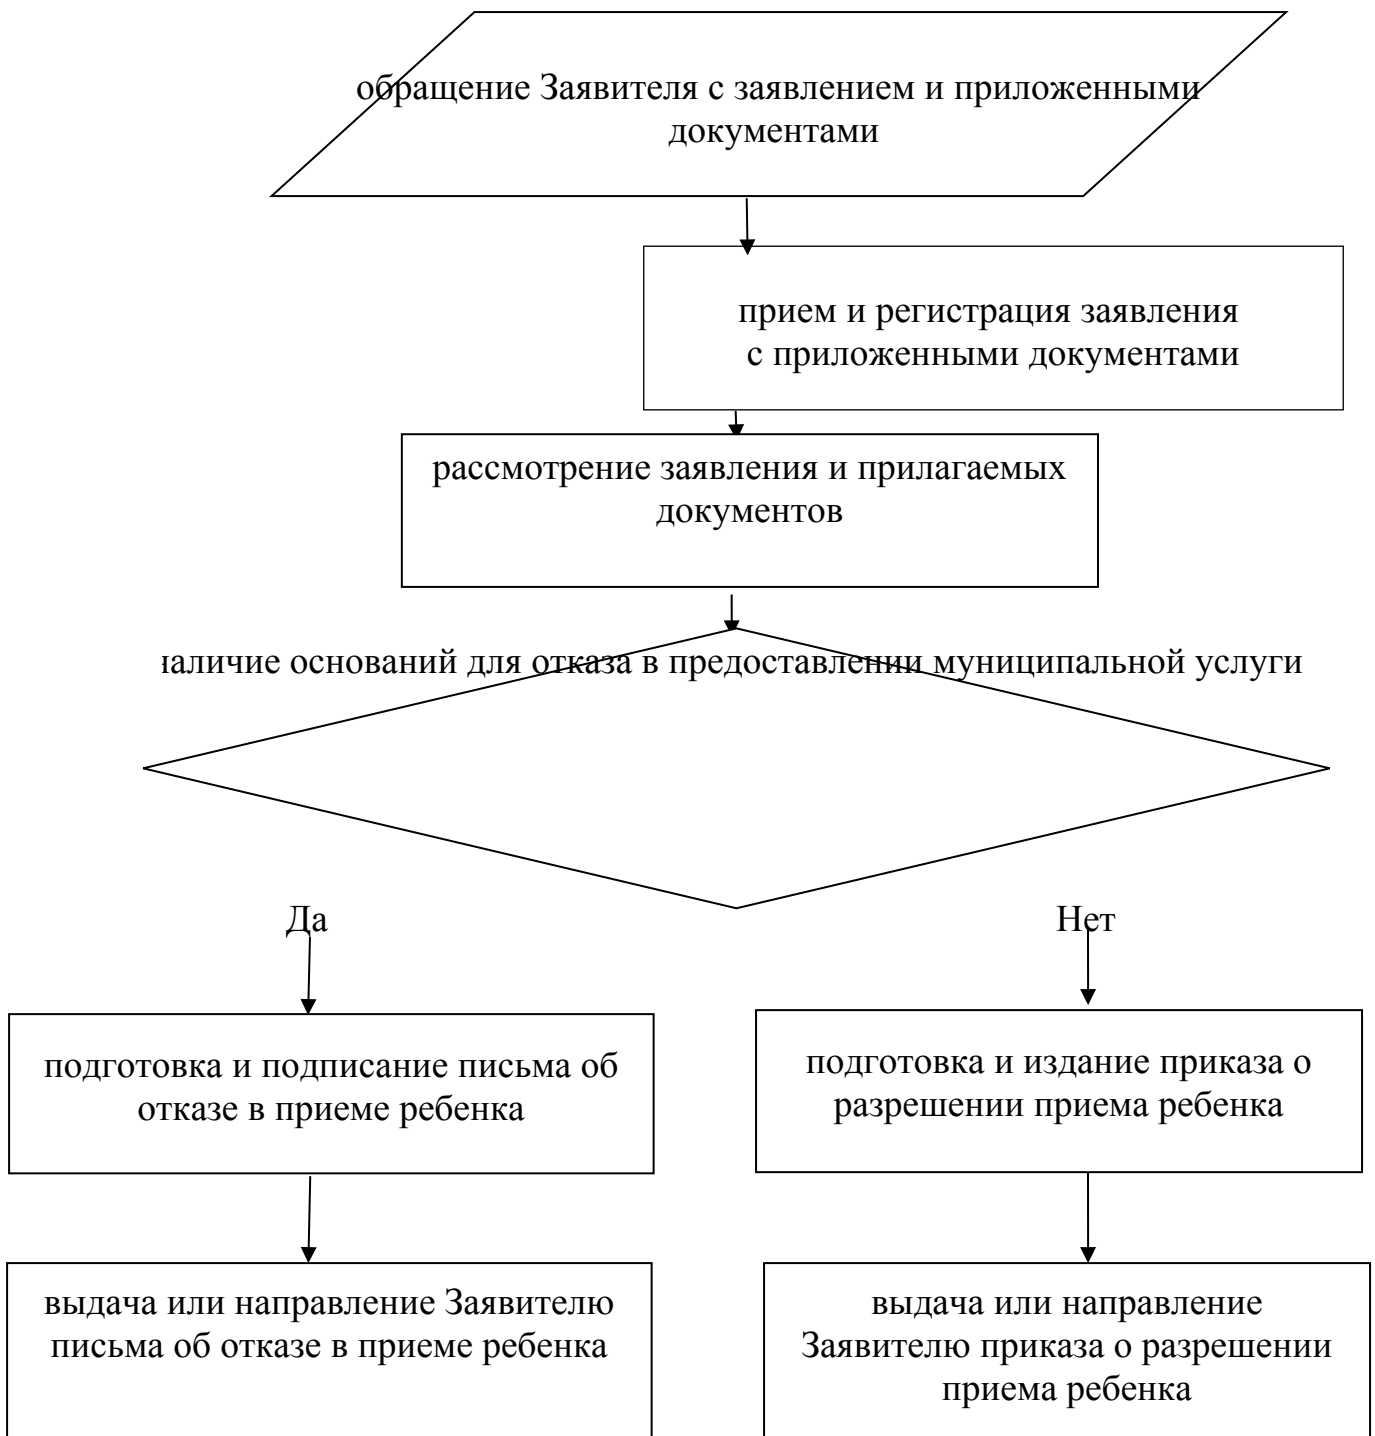 обращение Заявителя с заявлением и приложенными
документами
прием и регистрация заявления
с приложенными документами
рассмотрение заявления и прилагаемых
документов
наличие оснований для отказа в предоставлении муниципальной услуги
Да
Нет
подготовка и подписание письма об
отказе в приеме ребенка
подготовка и издание приказа о
разрешении приема ребенка
выдача или направление Заявителю
письма об отказе в приеме ребенка
выдача или направление
Заявителю приказа о разрешении
приема ребенка